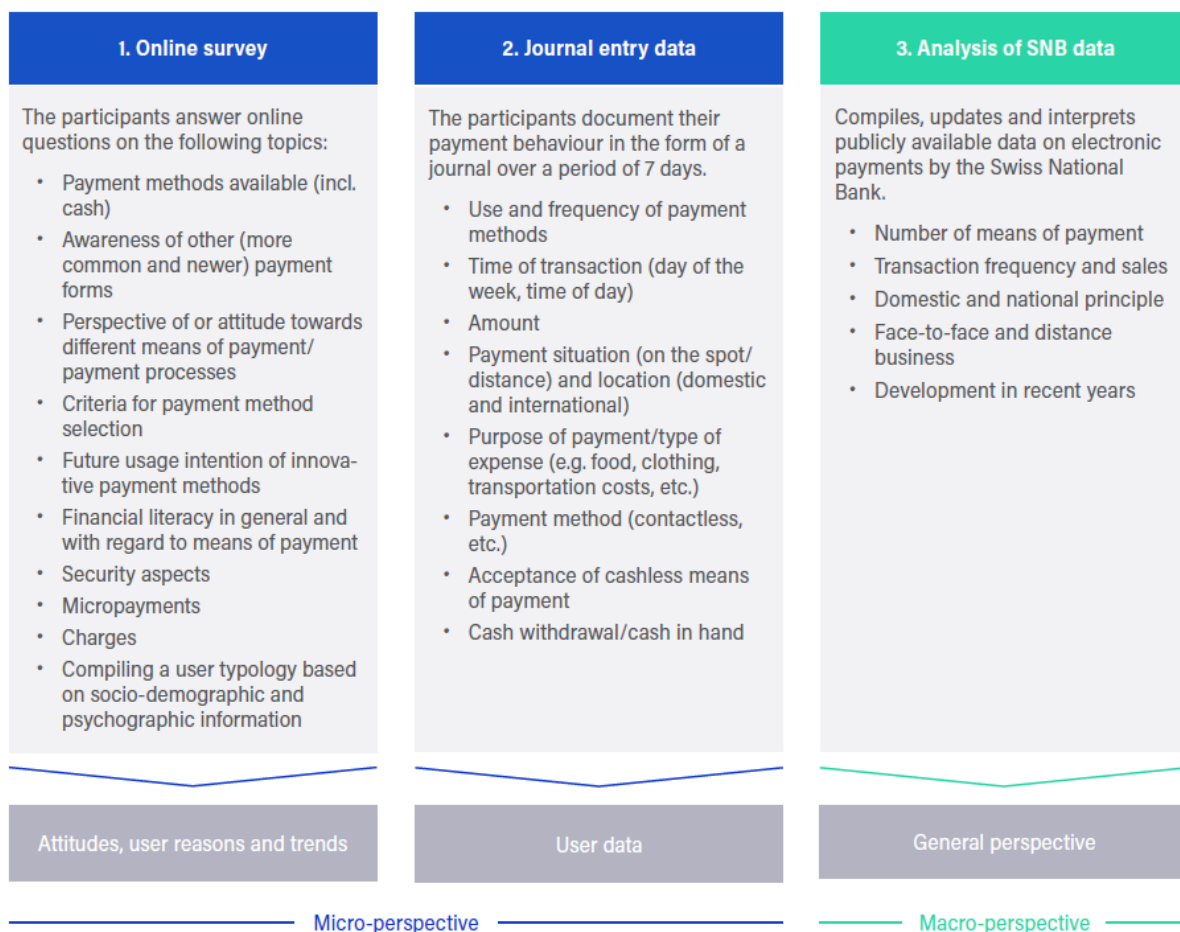 1. Online survey
The participants answer online
questions on the following topics:
• Payment methods available (incl.
cash)
• Awareness of other (more
common and newer) payment
forms
• Perspective of or attitude towards
different means of payment/
payment processes
• Criteria for payment method
selection
• Future usage intention of innova-
tive payment methods
• Financial literacy in general and
with regard to means of payment
• Security aspects
• Micropayments
• Charges
• Compiling a user typology based
on socio-demographic and
psychographic information
Attitudes, user reasons and trends
2. Journal entry data
The participants document their
payment behaviour in the form of a
journal over a period of 7 days.
• Use and frequency of payment
methods
• Time of transaction (day of the
week, time of day)
• Amount
• Payment situation (on the spot/
distance) and location (domestic
and international)
• Purpose of payment/type of
expense (e.g. food, clothing,
transportation costs, etc.)
• Payment method (contactless,
etc.)
• Acceptance of cashless means
of payment
• Cash withdrawal/cash in hand
User data
Micro-perspective
3. Analysis of SNB data
Compiles, updates and interprets
publicly available data on electronic
payments by the Swiss National
Bank.
• Number of means of payment
• Transaction frequency and sales
• Domestic and national principle
• Face-to-face and distance
business
• Development in recent years
General perspective
Macro-perspective